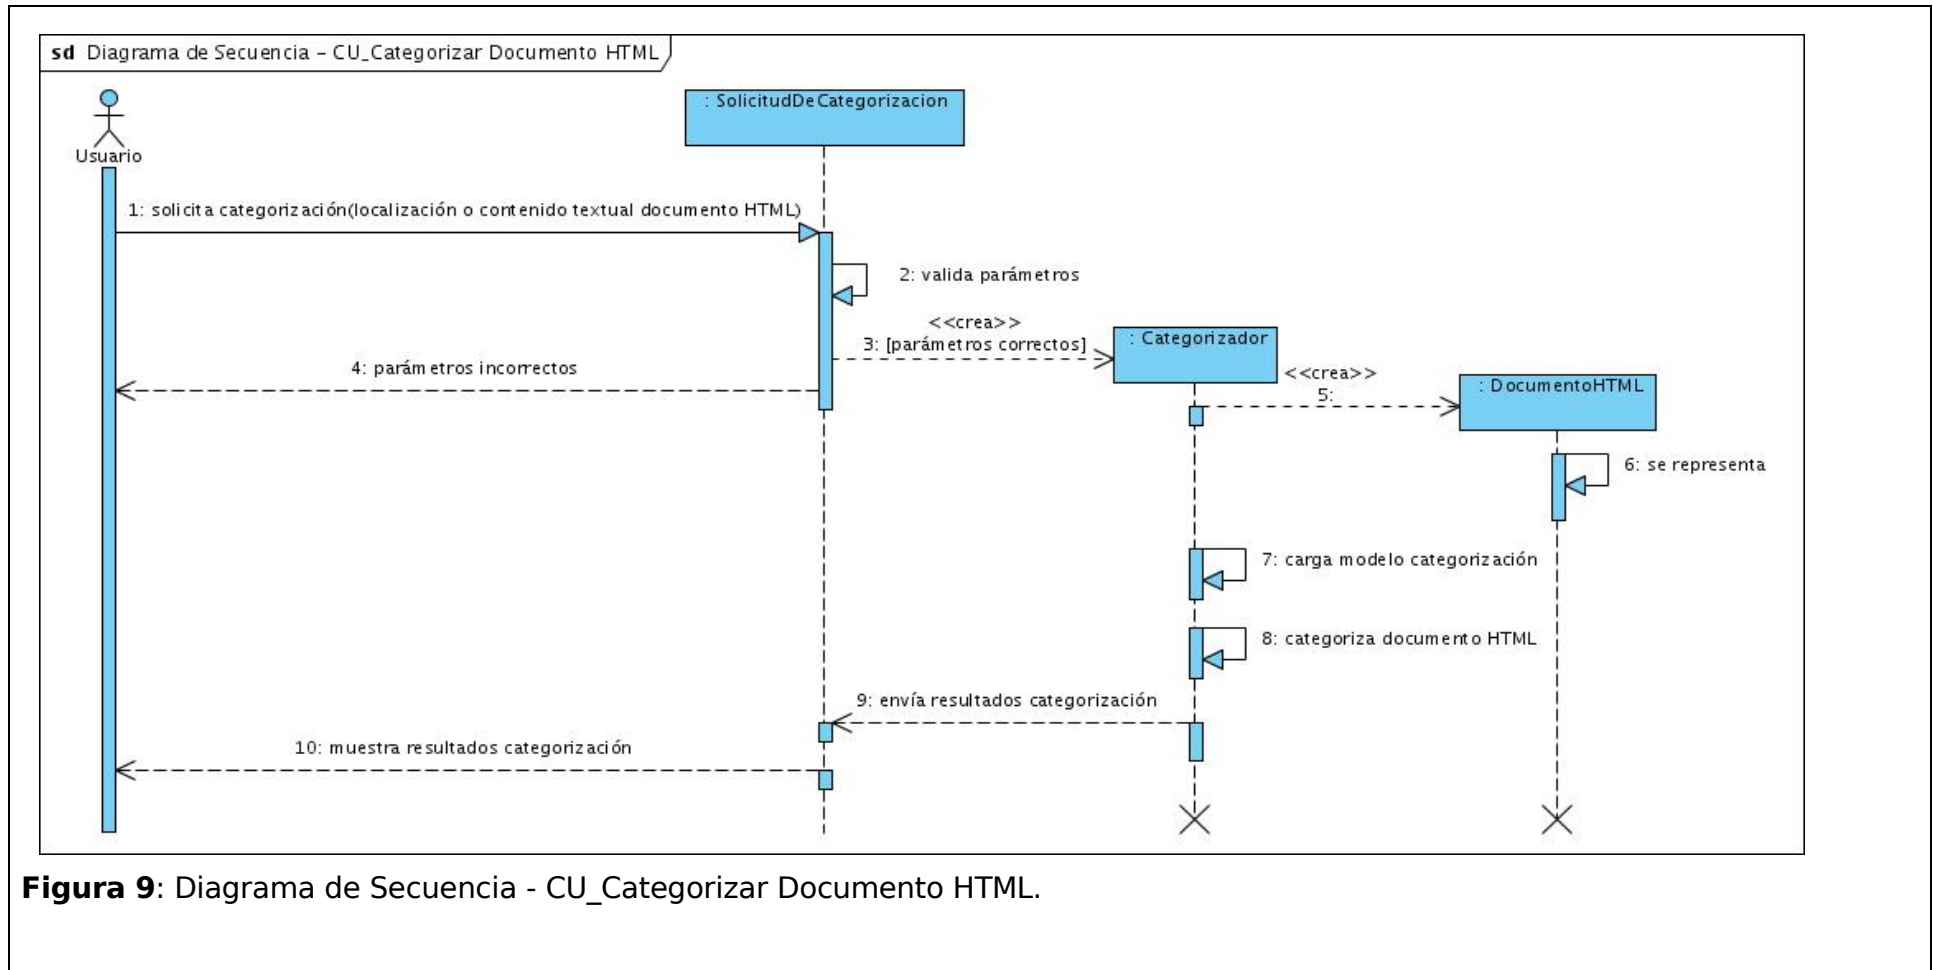 sd Diagrama de Secuencia – CU_Categorizar Documento HTML
: SolicitudDeCategorizacion
Usuario
1: solicita categorización(localización o contenido textual documento HTML)
2: valida parámetros
<<crea>>
3: [parámetros correctos]
: Categorizador
4: parámetros incorrectos
<<crea>>
5:
: DocumentoHTML
6: se representa
7: carga modelo categorización
8: categoriza documento HTML
9: envía resultados categorización
10: muestra resultados categorización
Figura 9: Diagrama de Secuencia - CU_Categorizar Documento HTML.